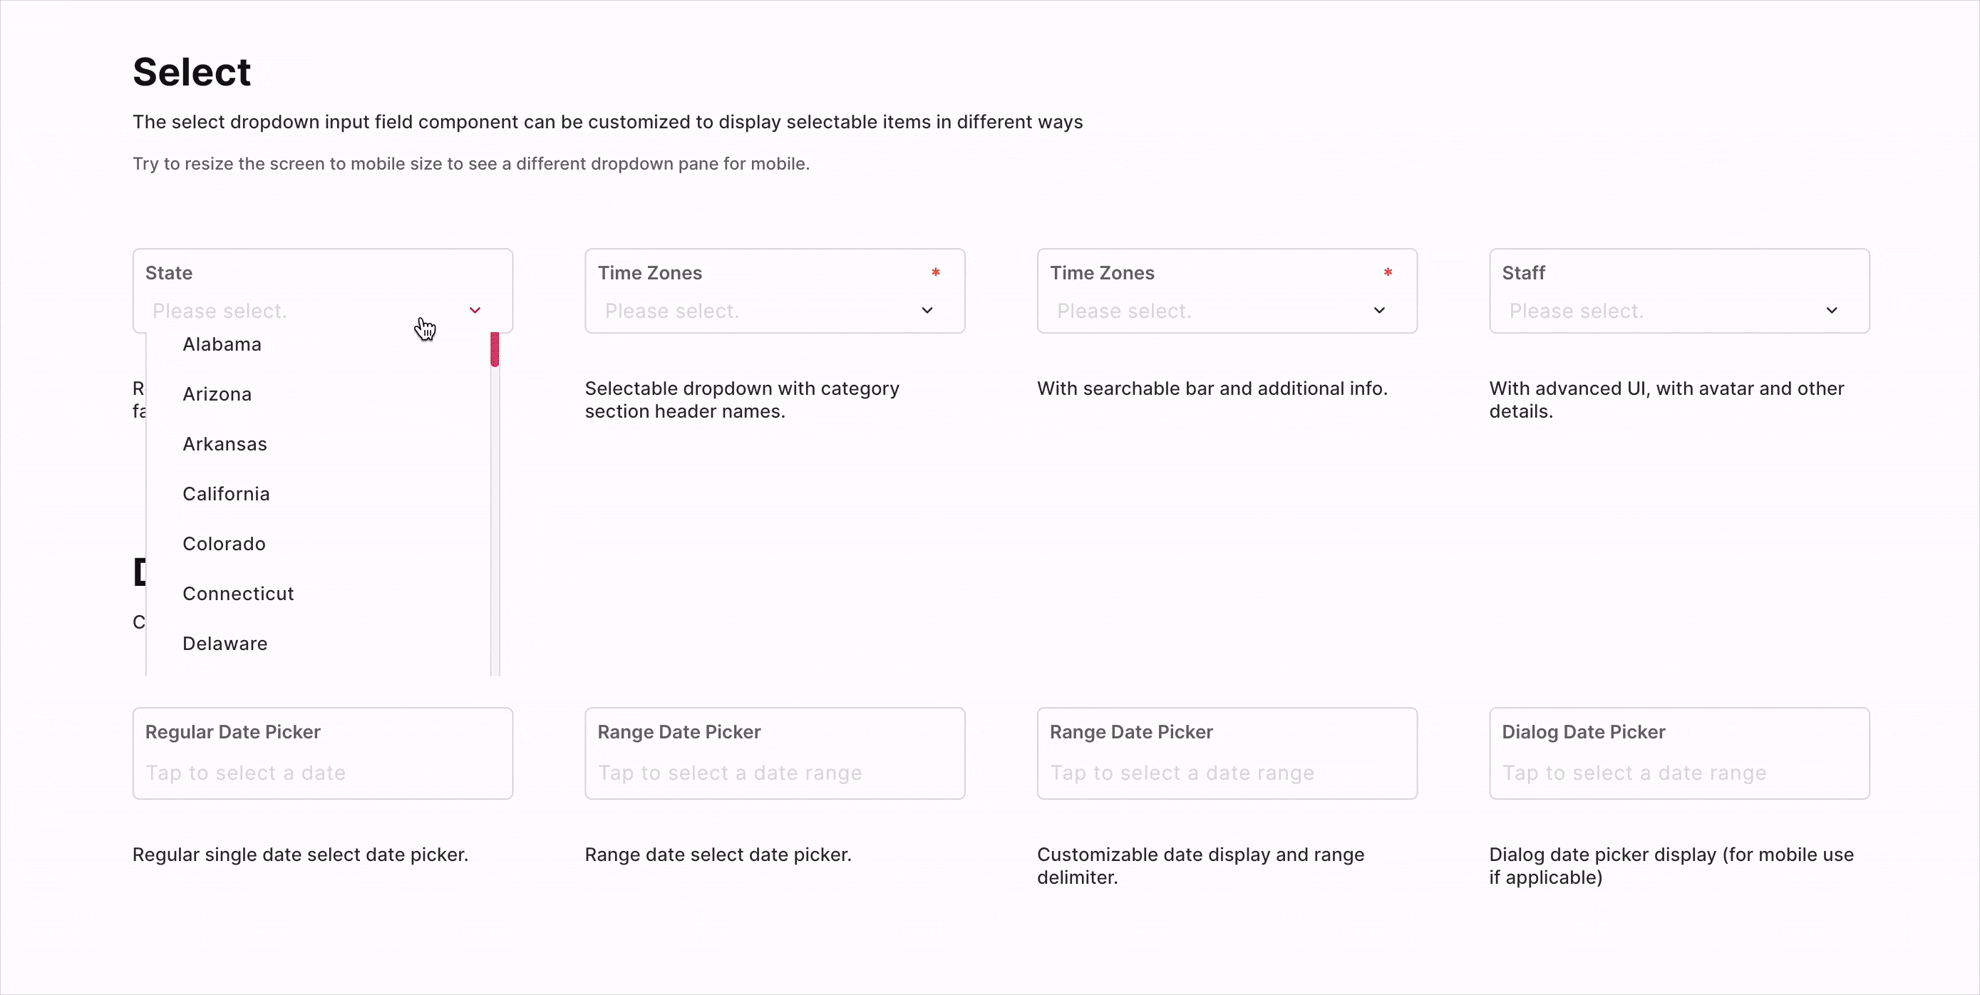 Select
The select dropdown input field component can be customized to display selectable items in different ways
Try to resize the screen to mobile size to see a different dropdown pane for mobile.
State
Please select.
Time Zones *
Please select.
Time Zones *
Please select.
Staff
Please select.
Alabama
Arizona
Arkansas
California
Colorado
Connecticut
Delaware
Selectable dropdown with category
section header names.
With searchable bar and additional info.
With advanced UI, with avatar and other
details.
Regular Date Picker
Tap to select a date
Range Date Picker
Tap to select a date range
Range Date Picker
Tap to select a date range
Dialog Date Picker
Tap to select a date range
Regular single date select date picker.
Range date select date picker.
Customizable date display and range
delimiter.
Dialog date picker display (for mobile use
if applicable)